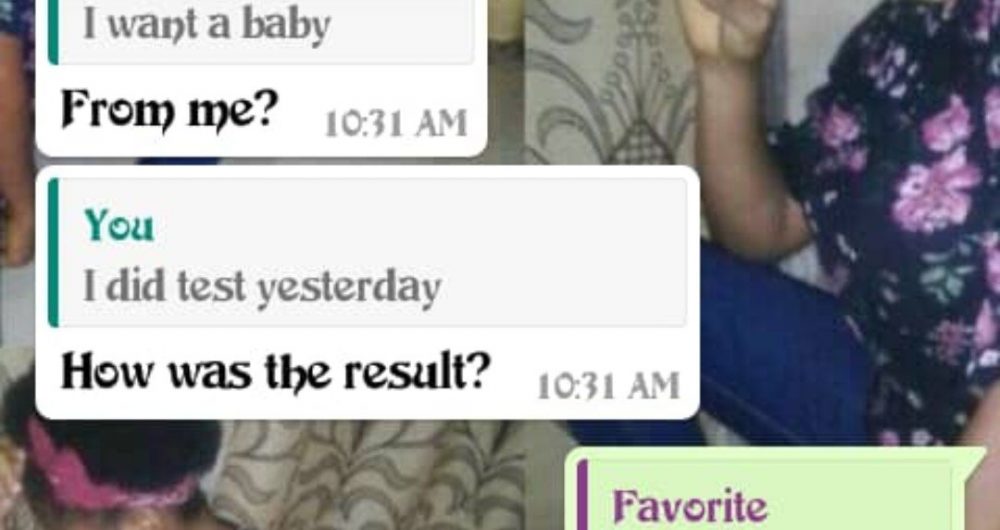 I want a baby
From me?
10:31 AM
You
I did test yesterday
How was the result?
10:31 AM
Favorite